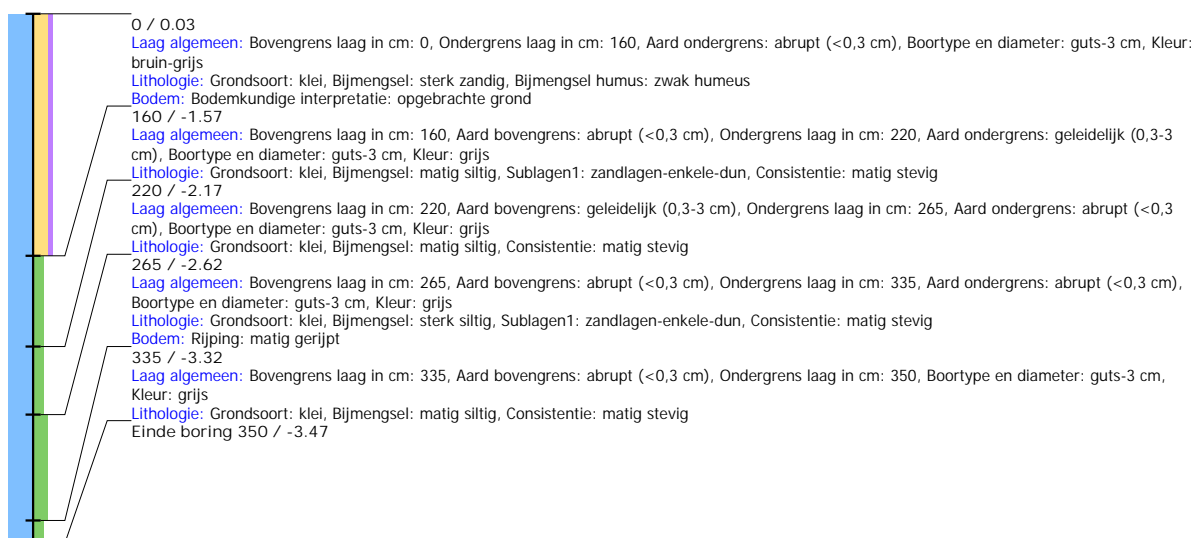 0 / 0.03
Laag algemeen: Bovengrens laag in cm: 0, Ondergrens laag in cm: 160, Aard ondergrens: abrupt (<0,3 cm), Boortype en diameter: guts-3 cm, Kleur:
bruin-grijs
Lithologie: Grondsoort: klei, Bijmengsel: sterk zandig, Bijmengsel humus: zwak humeus
Bodem: Bodemkundige interpretatie: opgebrachte grond
160 / -1.57
Laag algemeen: Bovengrens laag in cm: 160, Aard bovengrens: abrupt (<0,3 cm), Ondergrens laag in cm: 220, Aard ondergrens: geleidelijk (0,3-3
cm), Boortype en diameter: guts-3 cm, Kleur: grijs
Lithologie: Grondsoort: klei, Bijmengsel: matig siltig, Sublagen1: zandlagen-enkele-dun, Consistentie: matig stevig
220 / -2.17
Laag algemeen: Bovengrens laag in cm: 220, Aard bovengrens: geleidelijk (0,3-3 cm), Ondergrens laag in cm: 265, Aard ondergrens: abrupt (<0,3
cm), Boortype en diameter: guts-3 cm, Kleur: grijs
Lithologie: Grondsoort: klei, Bijmengsel: matig siltig, Consistentie: matig stevig
265 / -2.62
Laag algemeen: Bovengrens laag in cm: 265, Aard bovengrens: abrupt (<0,3 cm), Ondergrens laag in cm: 335, Aard ondergrens: abrupt (<0,3 cm),
Boortype en diameter: guts-3 cm, Kleur: grijs
Lithologie: Grondsoort: klei, Bijmengsel: sterk siltig, Sublagen1: zandlagen-enkele-dun, Consistentie: matig stevig
Bodem: Rijping: matig gerijpt
335 / -3.32
Laag algemeen: Bovengrens laag in cm: 335, Aard bovengrens: abrupt (<0,3 cm), Ondergrens laag in cm: 350, Boortype en diameter: guts-3 cm,
Kleur: grijs
Lithologie: Grondsoort: klei, Bijmengsel: matig siltig, Consistentie: matig stevig
Einde boring 350 / -3.47